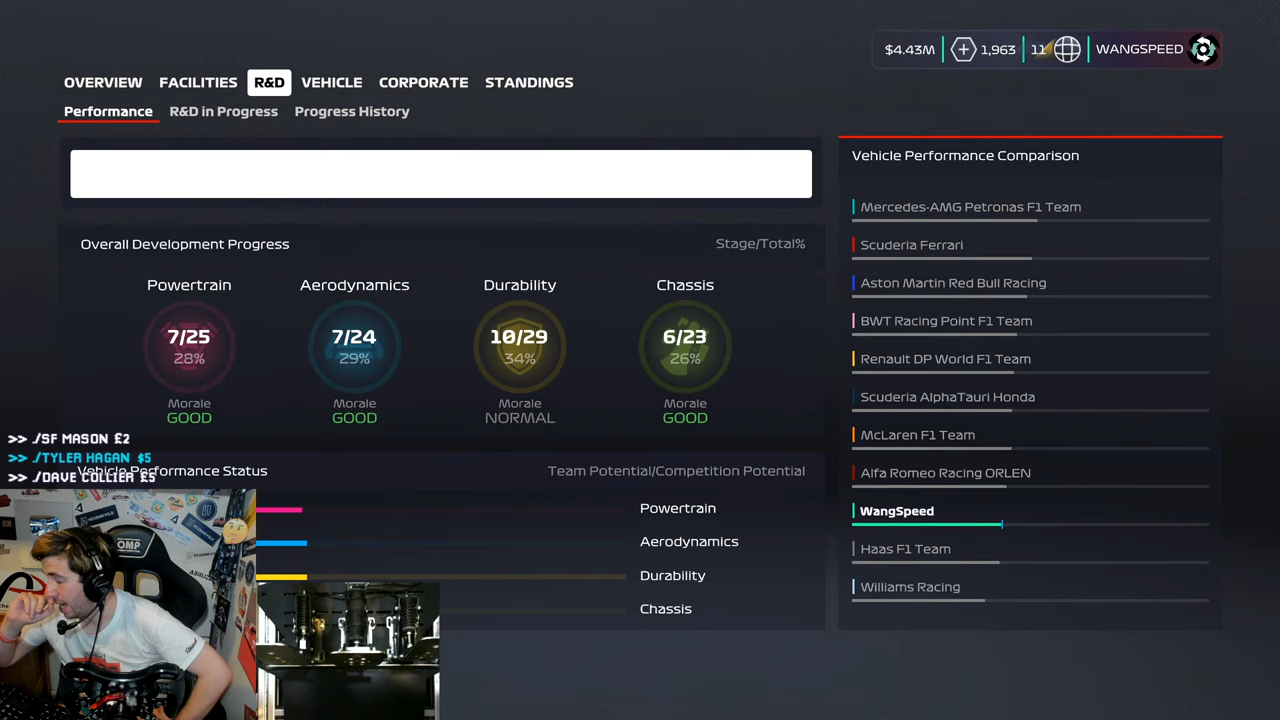 $4.43M
1,963
11
WANGSPEED
OVERVIEW
FACILITIES
R&D
VEHICLE
CORPORATE
STANDINGS
Performance
R&D in Progress
Progress History
Overall Development Progress
Stage/Total%
Powertrain
Aerodynamics
Durability
Chassis
7/25
7/24
10/29
6/23
28%
29%
34%
26%
Morale
Morale
Morale
Morale
GOOD
GOOD
NORMAL
GOOD
>> ./SF MASON £2
>> ./TYLER HAGAN $5
>> ./DAVE COLLIER £5
Vehicle Performance Status
Team Potential/Competition Potential
Powertrain
Aerodynamics
Durability
Chassis
OMP
Vehicle Performance Comparison
Mercedes-AMG Petronas F1 Team
Scuderia Ferrari
Aston Martin Red Bull Racing
BWT Racing Point F1 Team
Renault DP World F1 Team
Scuderia AlphaTauri Honda
McLaren F1 Team
Alfa Romeo Racing ORLEN
WangSpeed
Haas F1 Team
Williams Racing